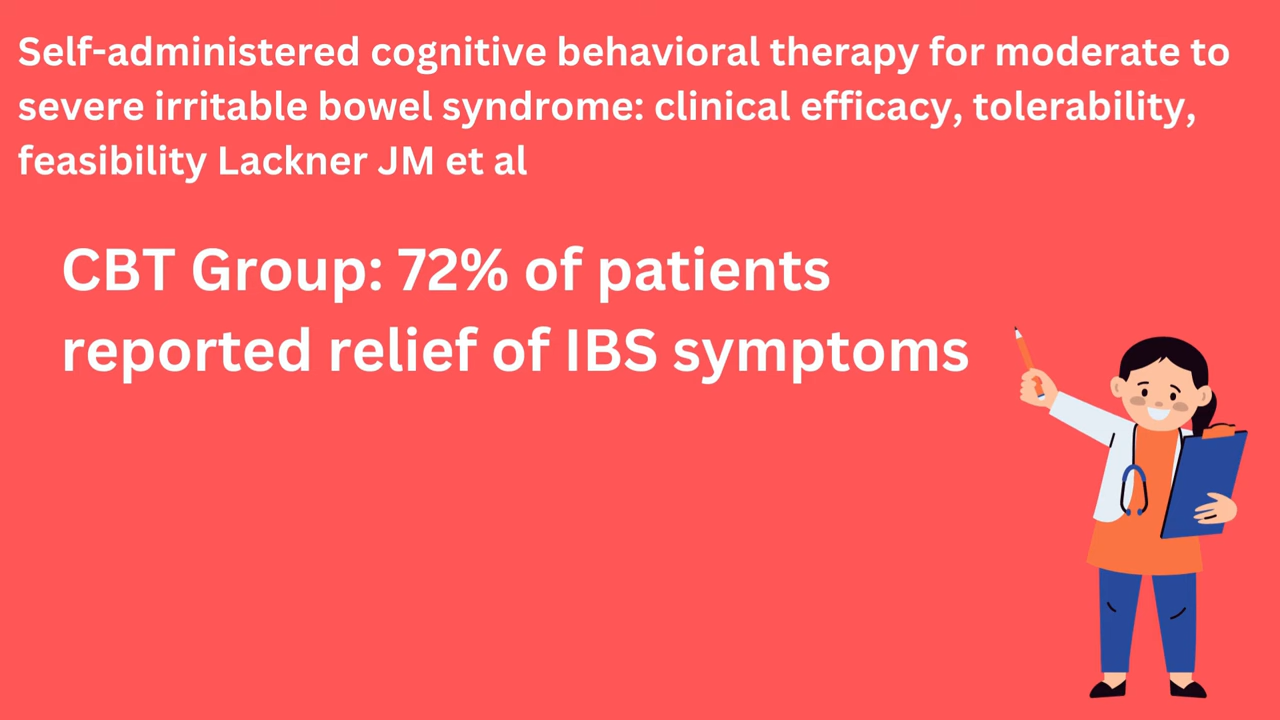 Self-administered cognitive behavioral therapy for moderate to
severe irritable bowel syndrome: clinical efficacy, tolerability,
feasibility Lackner JM et al
CBT Group: 72% of patients
reported relief of IBS symptoms